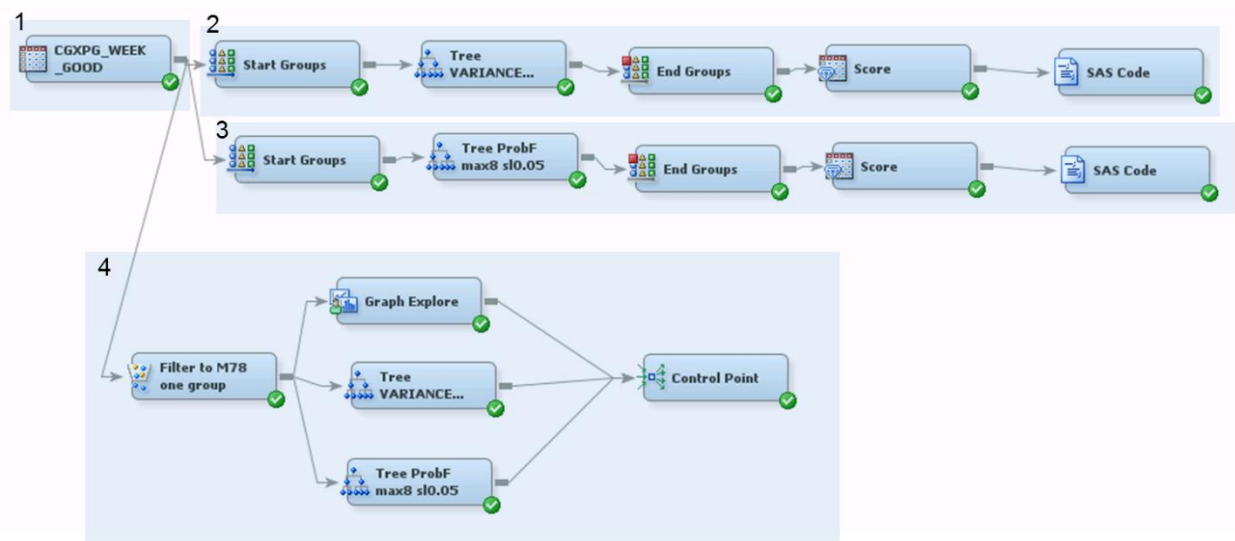 1
CGXPG_WEEK
_GOOD
2
Start Groups
Tree
VARIANCE...
End Groups
Score
SAS Code
3
Start Groups
Tree ProbF
max8 sl0.05
End Groups
Score
SAS Code
4
Filter to M78
one group
Graph Explore
Tree
VARIANCE...
Tree ProbF
max8 sl0.05
Control Point